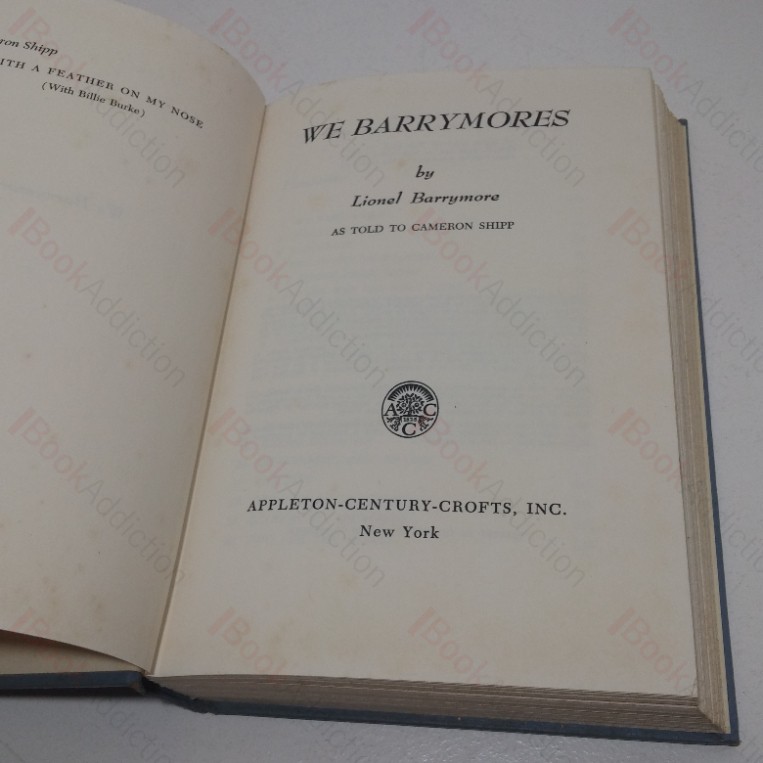 ron Shipp
ITH A FEATHER ON MY NOSE
(With Billie Burke)
WE BARRYMORES
by
Lionel Barrymore
AS TOLD TO CAMERON SHIPP
A C
C
APPLETON-CENTURY-CROFTS, INC.
New York
BookAddiction